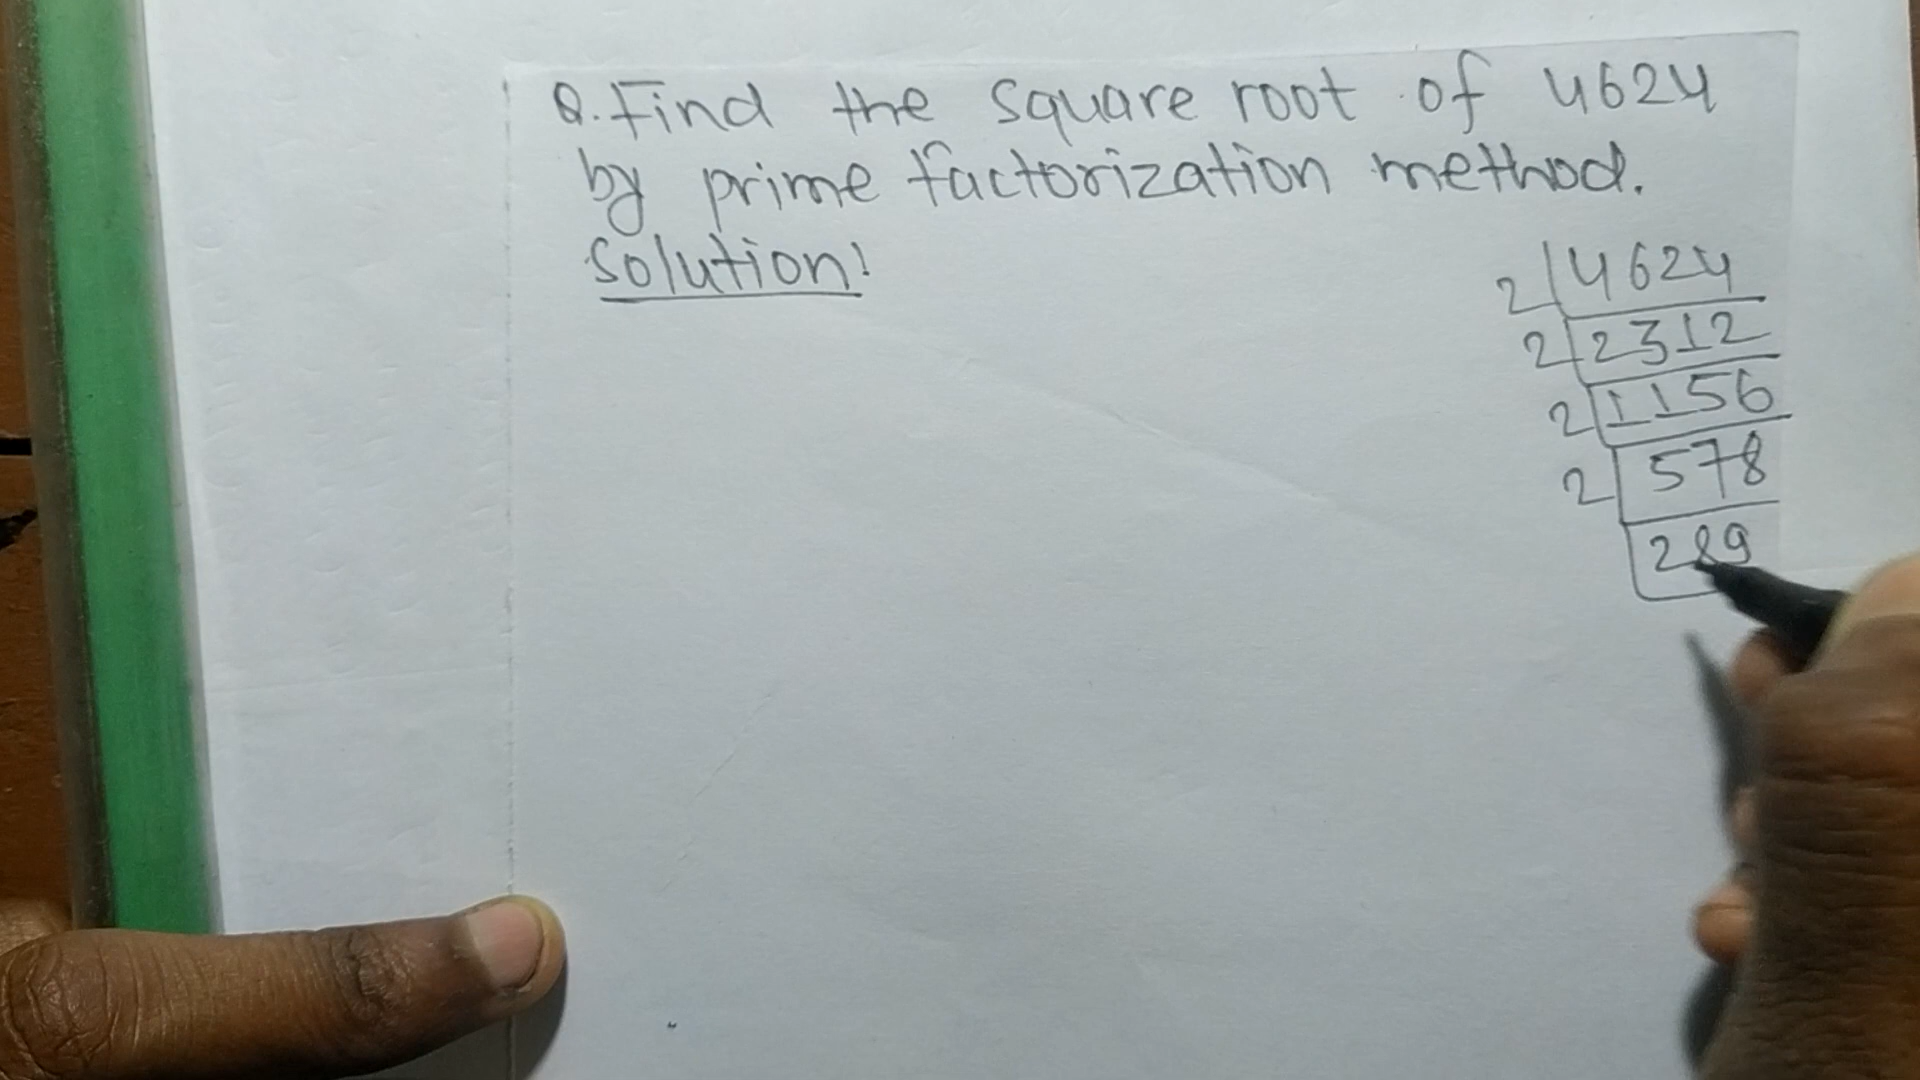 Q. Find the square root of 4624
by prime factorization method.
Solution:
2 | 4624
2 | 2312
2 | 1156
2 | 578
289